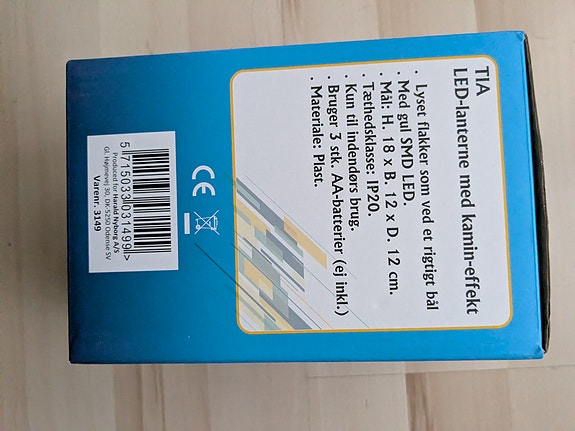 TIA
LED-lanterne med kamin-effekt
· Lyset flakker som ved et rigtigt bål
· Med gul SMD LED.
· Mål: H. 18 x B. 12 x D. 12 cm.
· Tæthedsklasse: IP20.
· Kun til indendørs brug.
· Bruger 3 stk. AA-batterier (ej inkl.)
· Materiale: Plast.
CE
5 715033 031499 >
Produced for Harald Nyborg A/S
Gl. Højmevej 30, DK-5250 Odense SV
Varenr. 3149